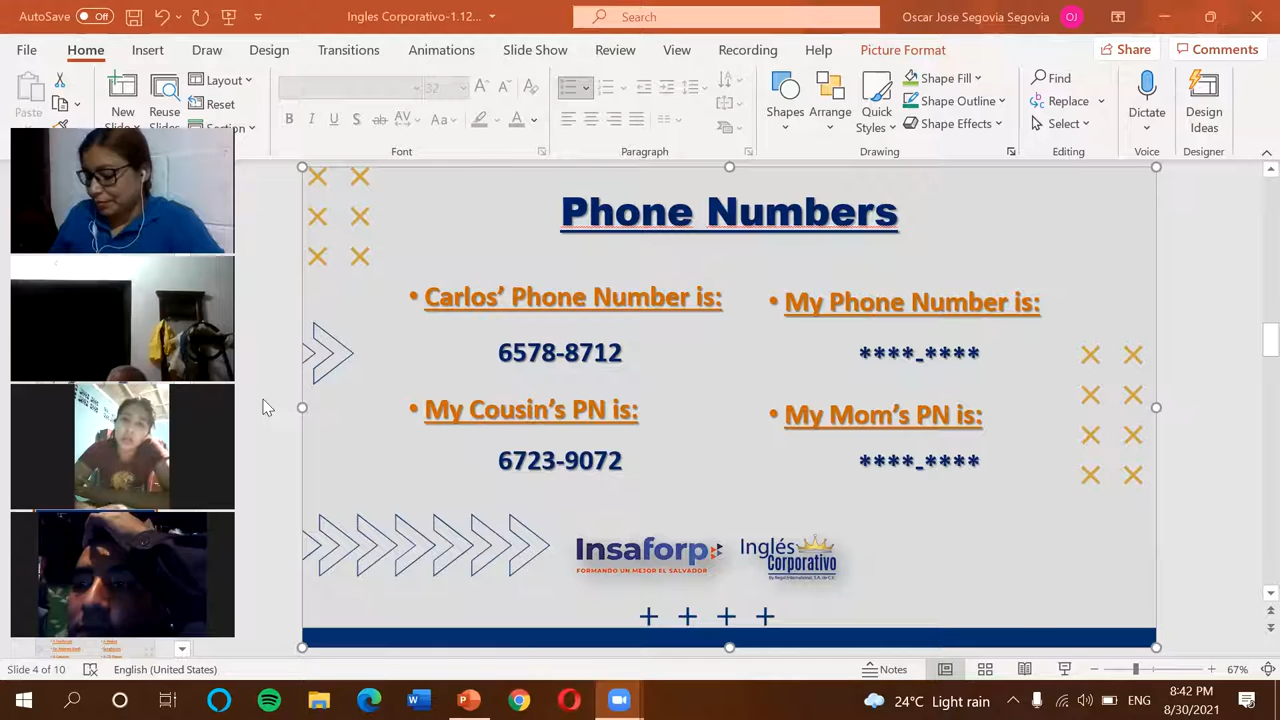 AutoSave Off Ingles Corporativo-1.12... Search Oscar Jose Segovia Segovia OJ
File Home Insert Draw Design Transitions Animations Slide Show Review View Recording Help Picture Format Share Comments
Paste New Reuse Layout Reset Shapes Arrange Quick Styles Shape Fill Shape Outline Shape Effects Find Replace Select Dictate Design Ideas
Font Paragraph Drawing Editing Voice Designer
Phone Numbers
• Carlos’ Phone Number is:
6578-8712
• My Cousin’s PN is:
6723-9072
• My Phone Number is:
****-****
• My Mom’s PN is:
****-****
Insaforp
FORMANDO UN MEJOR EL SALVADOR
Inglés
Corporativo
Slide 4 of 10 English (United States) Notes 67%
24°C Light rain ENG 8:42 PM
8/30/2021